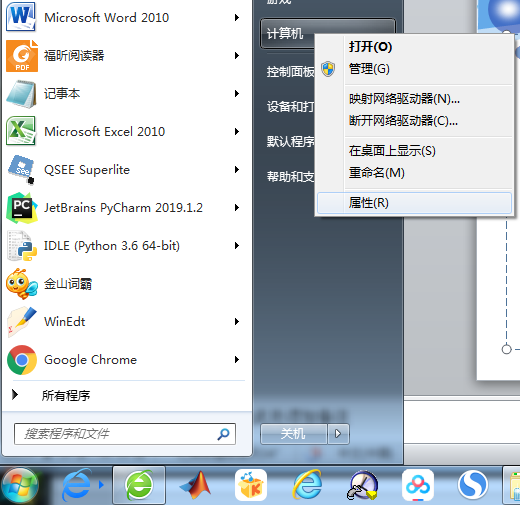 Microsoft Word 2010
福昕阅读器
PDF
记事本
Microsoft Excel 2010
QSEE Superlite
JetBrains PyCharm 2019.1.2
IDLE (Python 3.6 64-bit)
金山词霸
WinEdt
Google Chrome
所有程序
搜索程序和文件
计算机
控制面板
设备和打
默认程序
帮助和支
关机
打开(O)
管理(G)
映射网络驱动器(N)...
断开网络驱动器(C)...
在桌面上显示(S)
重命名(M)
属性(R)